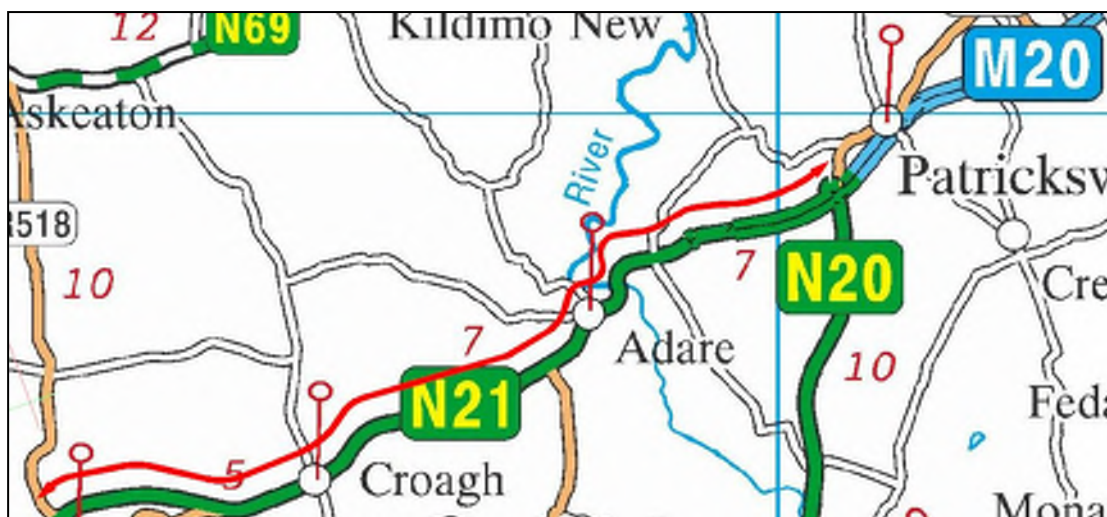 12
N69
Kildimo New
M20
Askeaton
River
Patricksw
R518
10
7
N20
Cre
7
Adare
10
N21
Feda
5
Croagh
Mona